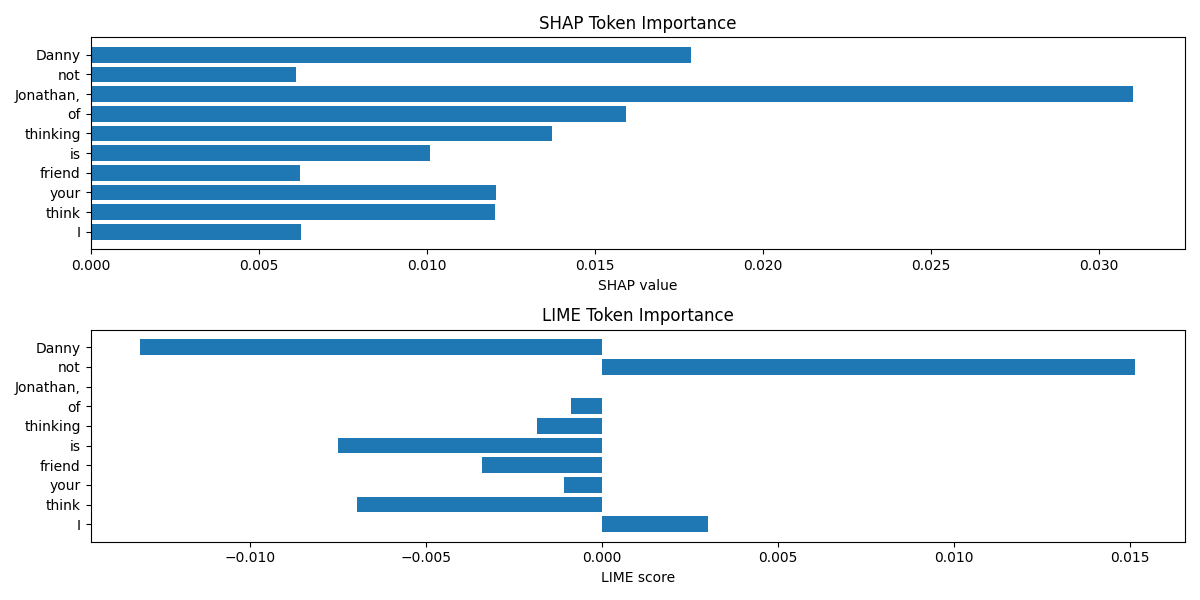 SHAP Token Importance
Danny
not
Jonathan,
of
thinking
is
friend
your
think
I
0.000 0.005 0.010 0.015 0.020 0.025 0.030
SHAP value
LIME Token Importance
Danny
not
Jonathan,
of
thinking
is
friend
your
think
I
−0.010 −0.005 0.000 0.005 0.010 0.015
LIME score